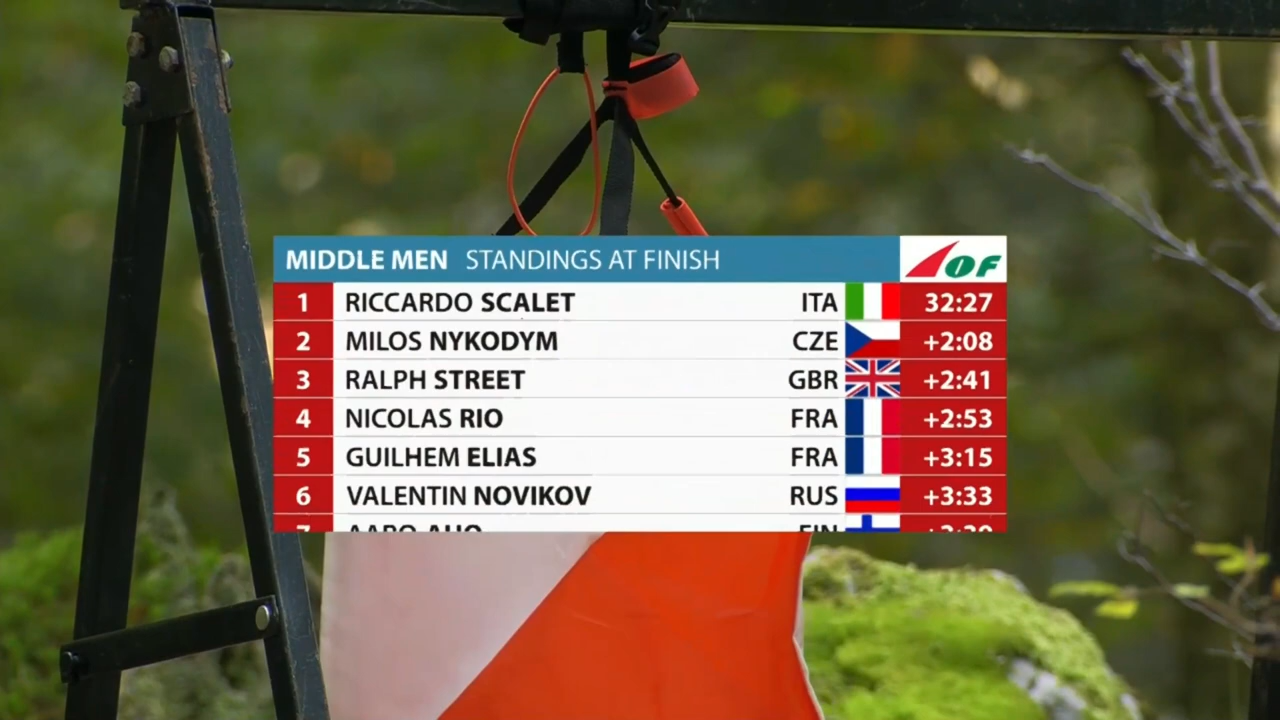 MIDDLE MEN STANDINGS AT FINISH IOF
1 RICCARDO SCALET ITA 32:27
2 MILOS NYKODYM CZE +2:08
3 RALPH STREET GBR +2:41
4 NICOLAS RIO FRA +2:53
5 GUILHEM ELIAS FRA +3:15
6 VALENTIN NOVIKOV RUS +3:33
7 FIN